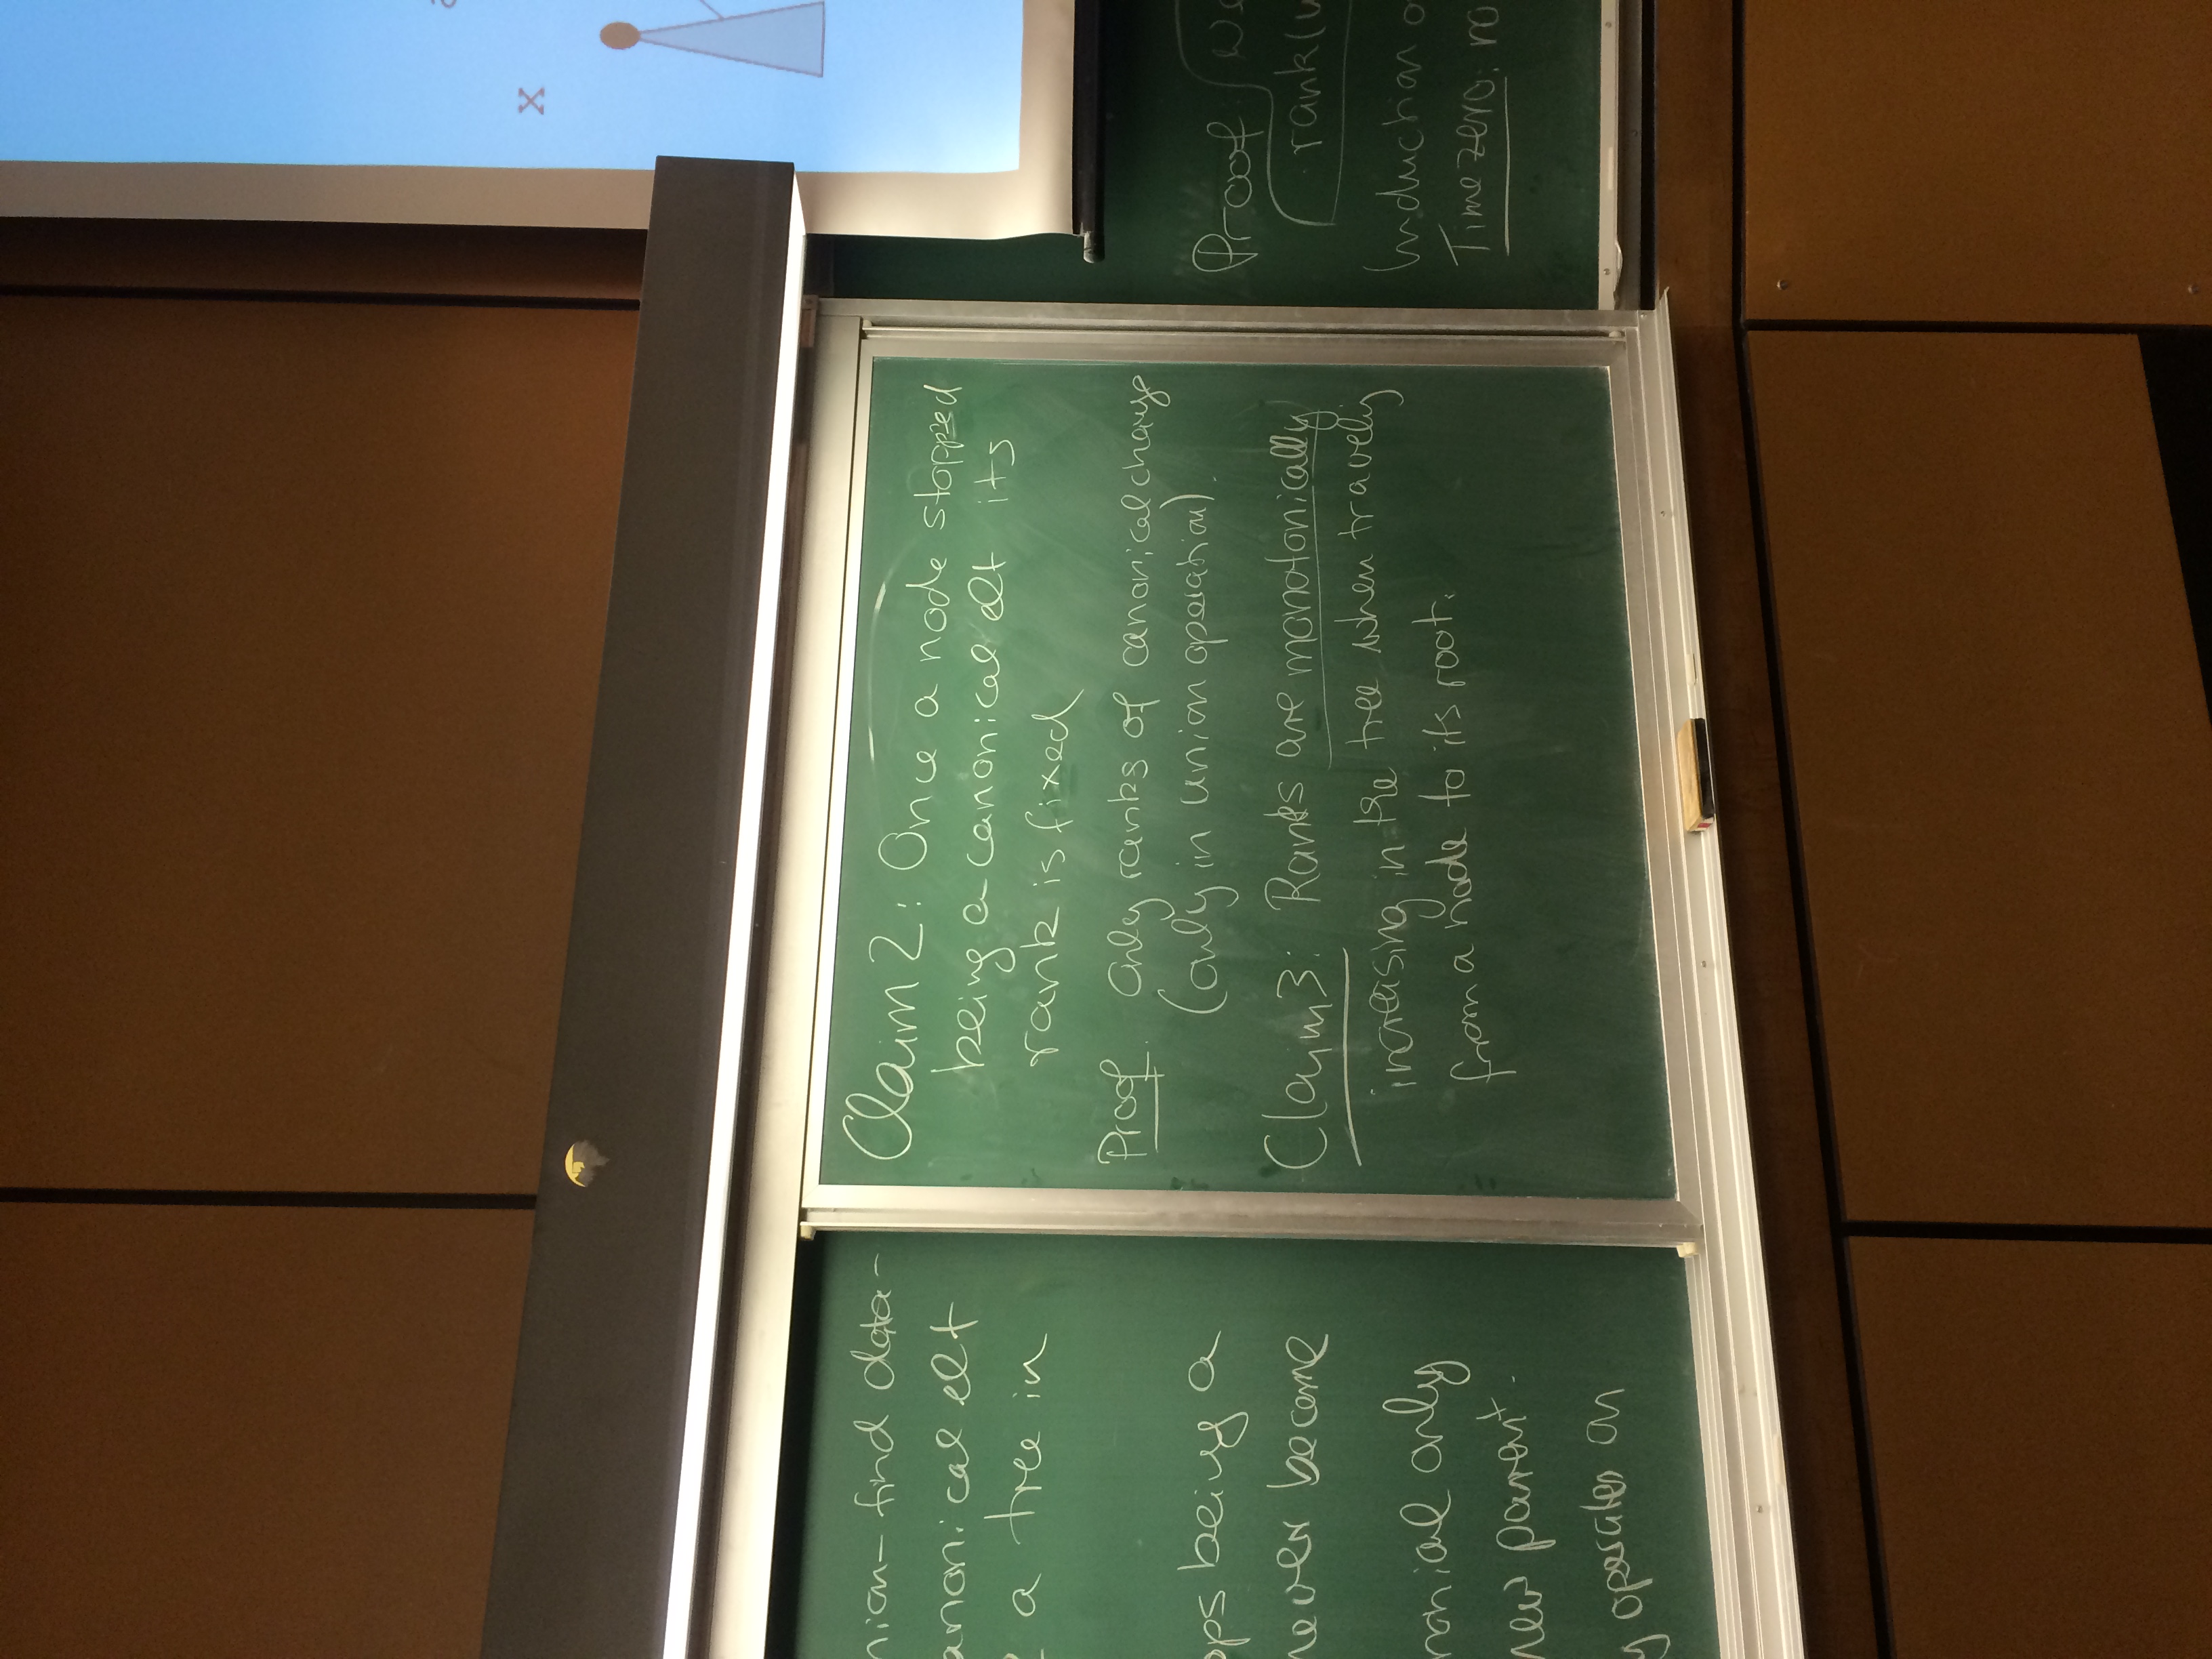 nion-find data-
anonical elt
a tree in
ops being a
never become
nonial only
new parent.
y operates on
Claim 2: Once a node stopped
being a canonical elt its
rank is fixed
Proof. Only ranks of canonical change
(only in union operation).
Claim 3: Ranks are monotonically
increasing in the tree when traveling
from a node to its root.
Proof. we
rank(u
Induction o
Time zero: no
x